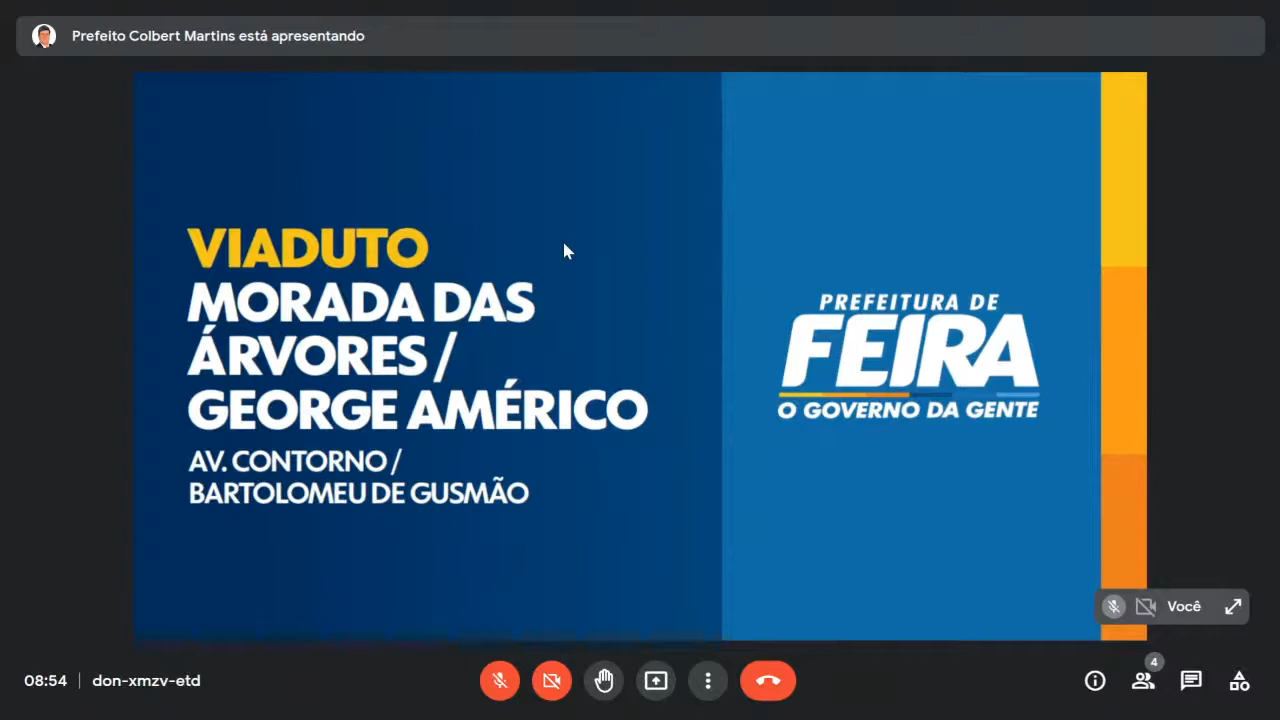 Prefeito Colbert Martins está apresentando
VIADUTO
MORADA DAS
ÁRVORES /
GEORGE AMÉRICO
AV. CONTORNO /
BARTOLOMEU DE GUSMÃO
PREFEITURA DE
FEIRA
O GOVERNO DA GENTE
Você
08:54 | don-xmzv-etd
4